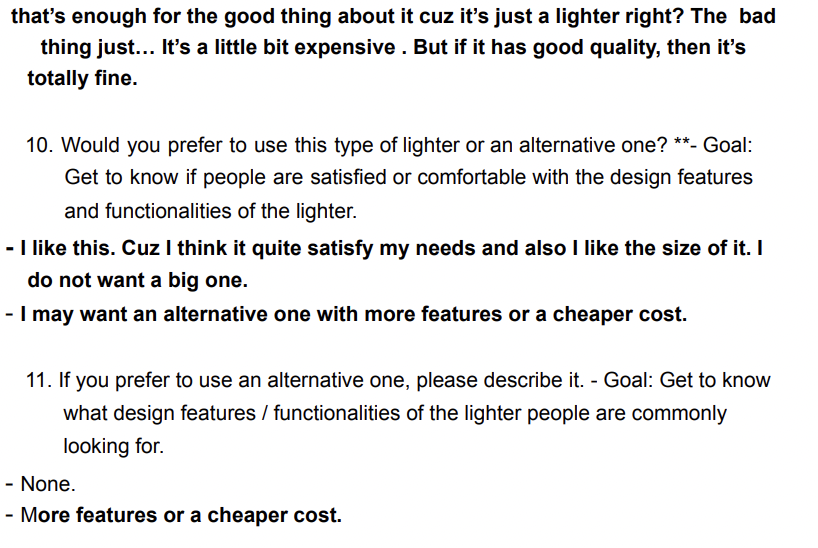 that's enough for the good thing about it cuz it's just a lighter right? The  bad
thing just... It's a little bit expensive . But if it has good quality, then it's
totally fine.
10. Would you prefer to use this type of lighter or an alternative one? **- Goal:
Get to know if people are satisfied or comfortable with the design features
and functionalities of the lighter.
- I like this. Cuz I think it quite satisfy my needs and also I like the size of it. I
do not want a big one.
- I may want an alternative one with more features or a cheaper cost.
11. If you prefer to use an alternative one, please describe it. - Goal: Get to know
what design features / functionalities of the lighter people are commonly
looking for.
- None.
- More features or a cheaper cost.